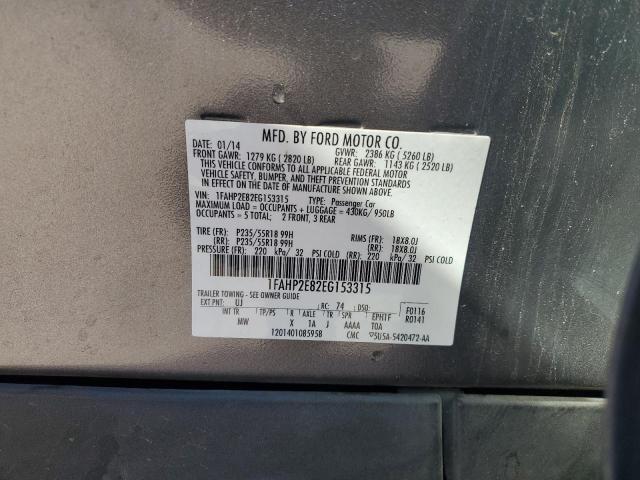 MFD. BY FORD MOTOR CO.
DATE: 01/14 GVWR: 2386 KG ( 5260 LB)
FRONT GAWR: 1279 KG ( 2820 LB) REAR GAWR: 1143 KG ( 2520 LB)
THIS VEHICLE CONFORMS TO ALL APPLICABLE FEDERAL MOTOR
VEHICLE SAFETY, BUMPER, AND THEFT PREVENTION STANDARDS
IN EFFECT ON THE DATE OF MANUFACTURE SHOWN ABOVE.
VEHICLE: 1FAHP2E82EG153315 TYPE: Passenger Car
MAXIMUM LOAD = OCCUPANTS + LUGGAGE = 430KG/ 950LB
OCCUPANTS = 5 TOTAL; 2 FRONT, 3 REAR
TIRE (FR): P235/55R18 99H RIMS (FR): 18X8.0J
(RR): P235/55R18 99H (RR): 18X8.0J
PRESSURE (FR): 220 kPa/ 32 PSI COLD (RR): 220 kPa/ 32 PSI COLD
1FAHP2E82EG153315
TRAILER TOWING - SEE OWNER GUIDE
EXT PNT: UJ RC: 74 DSO: F0116
INT TR TP/PS R AXLE TR SPR EPH1F R0141
MW X 1A J AAAA TOA
1201401085958 CMC 5U5A-5420472-AA